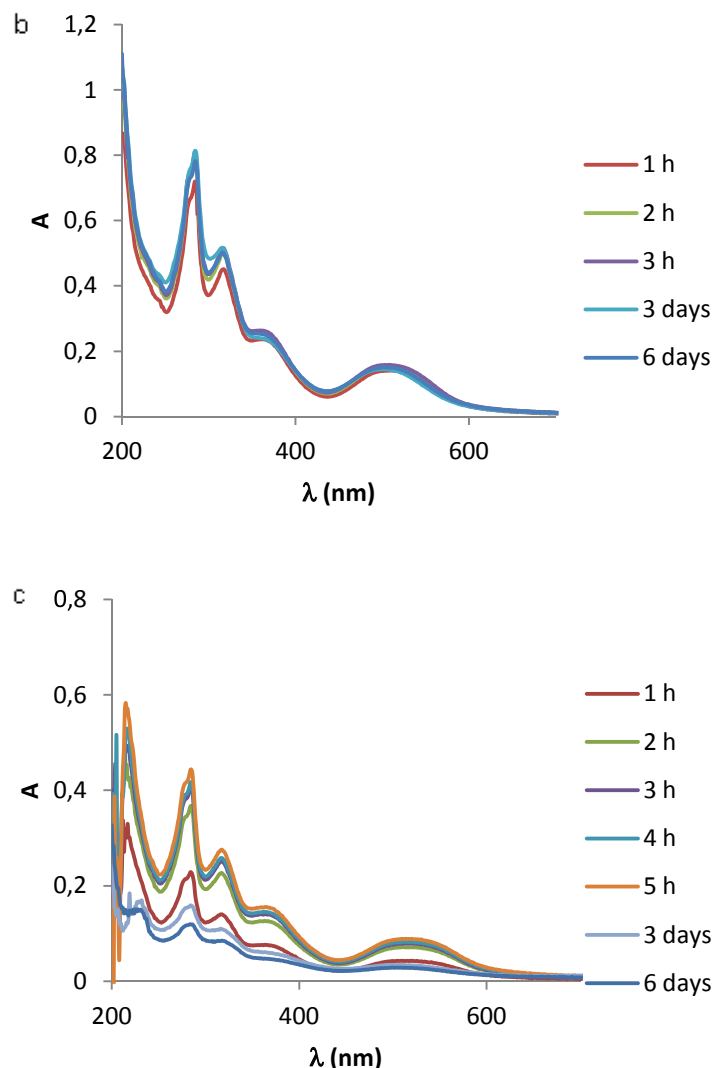 b
1,2
1
0,8
0,6
0,4
0,2
0
A
200
400
600
λ (nm)
1 h
2 h
3 h
3 days
6 days
c
0,8
0,6
0,4
0,2
0
A
200
400
600
λ (nm)
1 h
2 h
3 h
4 h
5 h
3 days
6 days